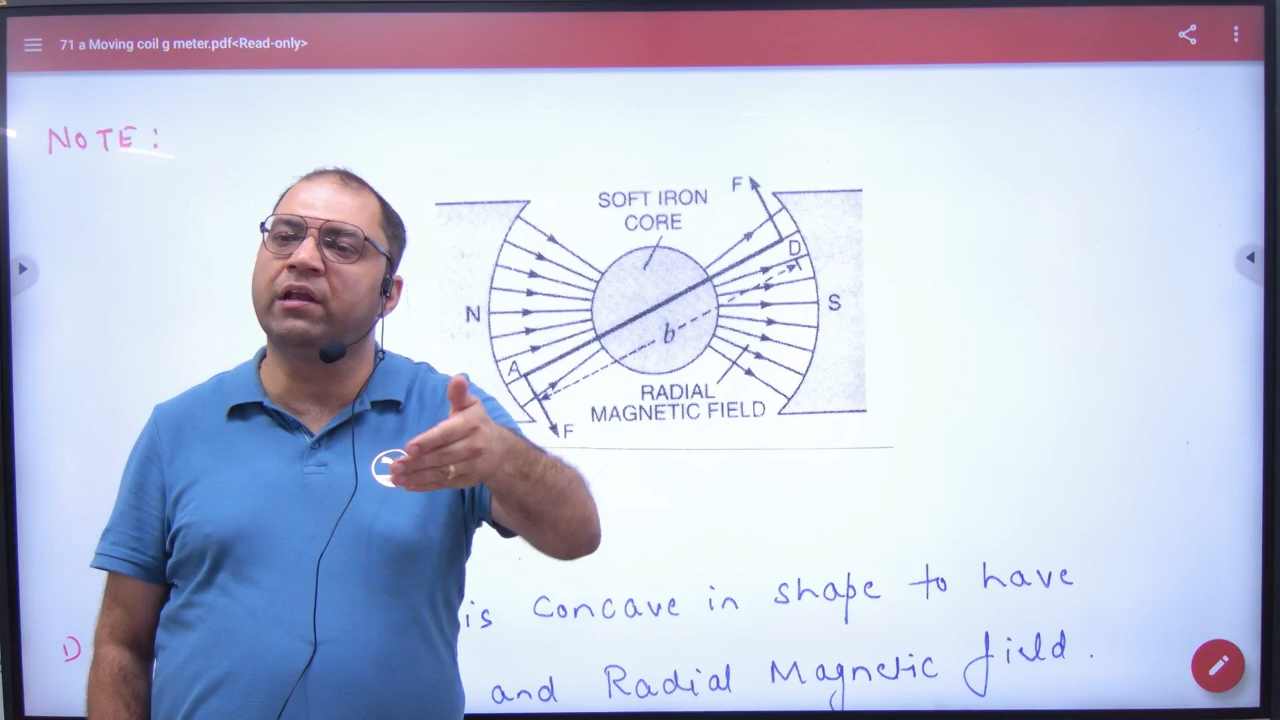 71 a Moving coil g meter.pdf<Read-only>
NOTE:
SOFT IRON
CORE
F
D
N
S
b
A
RADIAL
MAGNETIC FIELD
F
is concave in shape to have
and Radial Magnetic field.